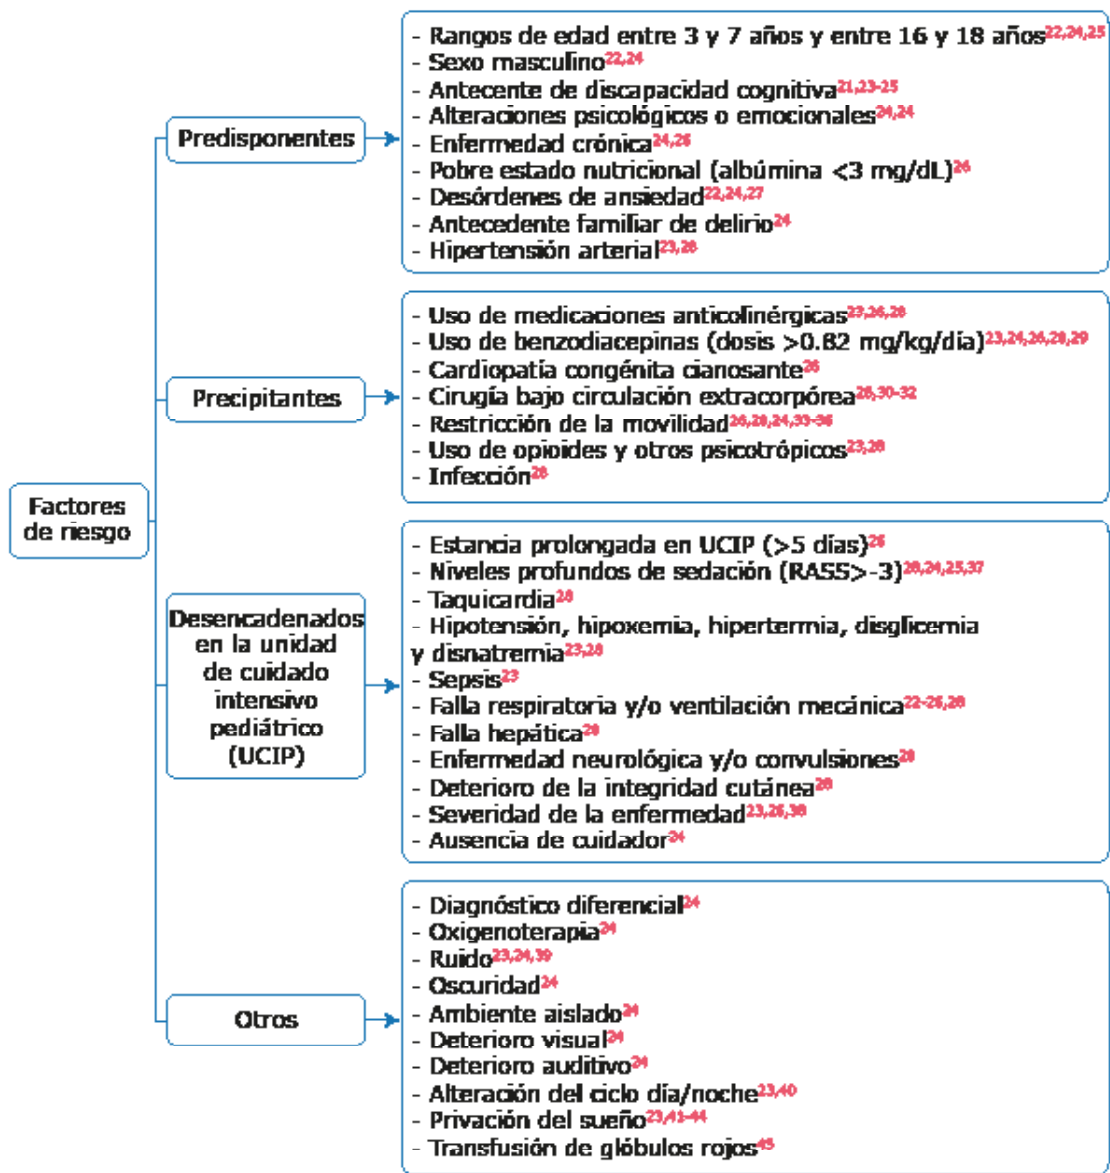 Factores
de riesgo
Predisponentes
- Rangos de edad entre 3 y 7 años y entre 16 y 18 años22,24,25
- Sexo masculino22,24
- Antecente de discapacidad cognitiva21,23-25
- Alteraciones psicológicos o emocionales24,24
- Enfermedad crónica24,26
- Pobre estado nutricional (albúmina <3 mg/dL)26
- Desórdenes de ansiedad22,24,27
- Antecedente familiar de delirio24
- Hipertensión arterial23,28
Precipitantes
- Uso de medicaciones anticolinérgicas23,26,28
- Uso de benzodiacepinas (dosis >0.82 mg/kg/día)23,24,26,28,29
- Cardiopatía congénita cianosante26
- Cirugía bajo circulación extracorpórea28,30-32
- Restricción de la movilidad26,28,24,33-36
- Uso de opioides y otros psicotrópicos23,28
- Infección28
Desencadenados
en la unidad
de cuidado
intensivo
pediátrico
(UCIP)
- Estancia prolongada en UCIP (>5 días)26
- Niveles profundos de sedación (RASS>-3)28,24,25,37
- Taquicardia28
- Hipotensión, hipoxemia, hipertermia, disglicemia
y disnatremia23,28
- Sepsis23
- Falla respiratoria y/o ventilación mecánica22-26,28
- Falla hepática28
- Enfermedad neurológica y/o convulsiones28
- Deterioro de la integridad cutánea28
- Severidad de la enfermedad23,26,38
- Ausencia de cuidador24
Otros
- Diagnóstico diferencial24
- Oxigenoterapia24
- Ruido23,24,39
- Oscuridad24
- Ambiente aislado24
- Deterioro visual24
- Deterioro auditivo24
- Alteración del ciclo día/noche23,40
- Privación del sueño23,41-44
- Transfusión de glóbulos rojos45